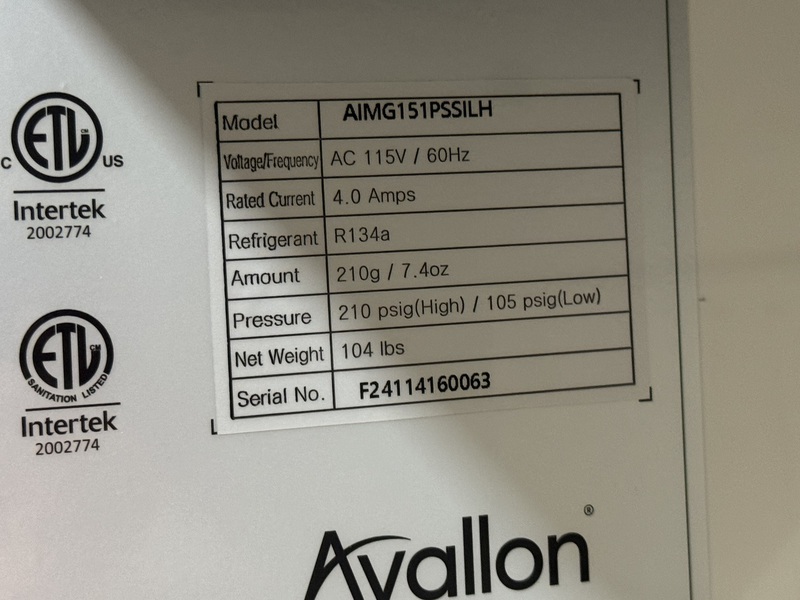 ETL CM
C US
Intertek
2002774
ETL CM
SANITATION LISTED
Intertek
2002774
Model AIMG151PSSILH
Voltage/Frequency AC 115V / 60Hz
Rated Current 4.0 Amps
Refrigerant R134a
Amount 210g / 7.4oz
Pressure 210 psig(High) / 105 psig(Low)
Net Weight 104 lbs
Serial No. F24114160063
Avallon®